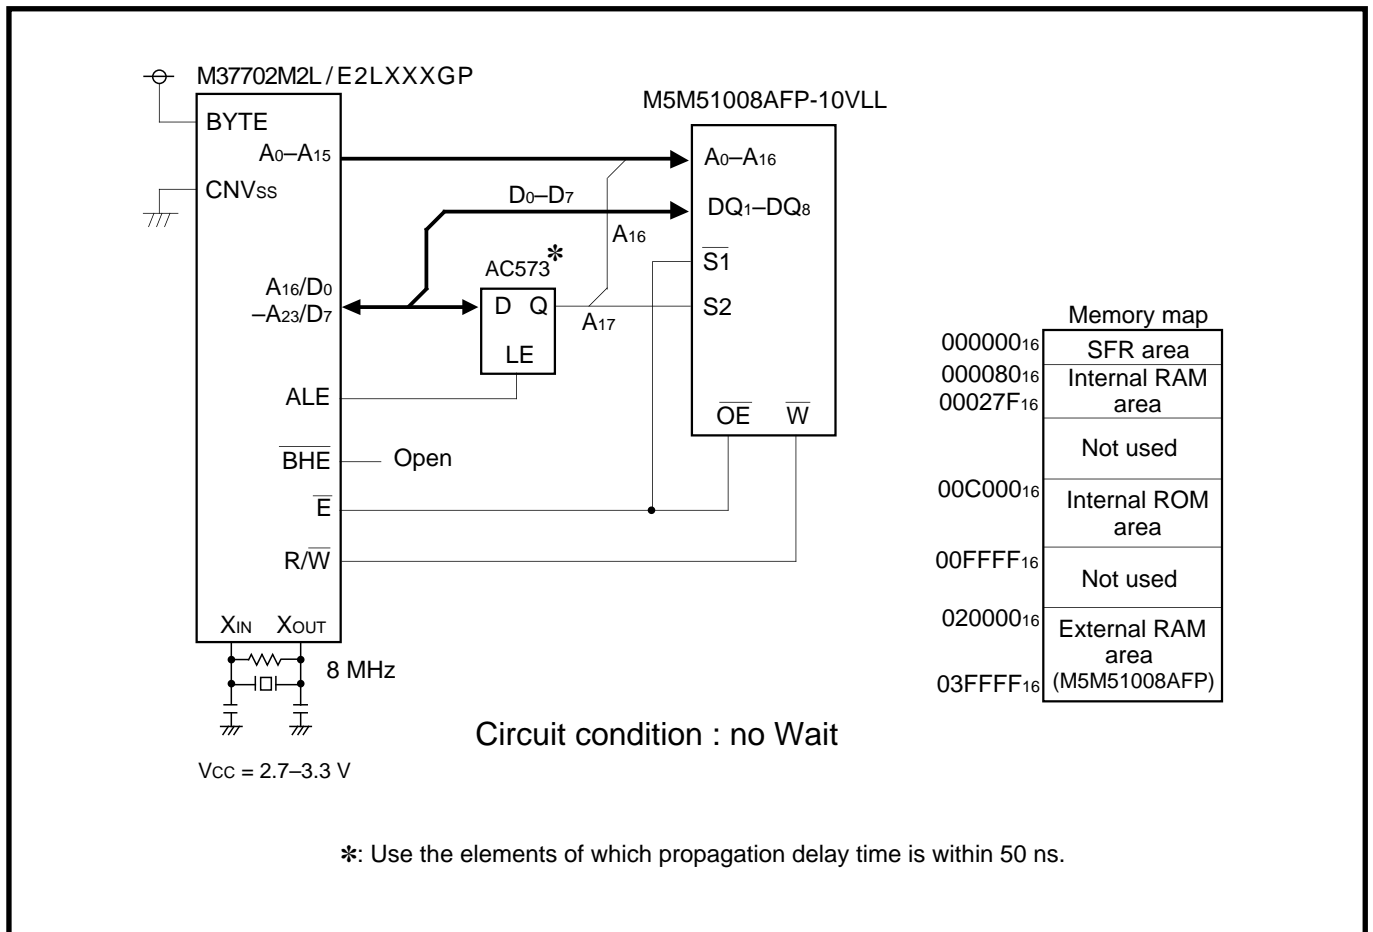 M37702M2L/E2LXXXGP
M5M51008AFP-10VLL
BYTE
A0–A15
A0–A16
CNVSS
D0–D7
DQ1–DQ8
A16
S1
AC573*
A16/D0
–A23/D7
D Q
S2
A17
LE
ALE
OE W
BHE
Open
E
R/W
XIN XOUT
8 MHz
VCC = 2.7–3.3 V
Circuit condition : no Wait
Memory map
00000016
SFR area
00008016
Internal RAM
area
00027F16
Not used
00C00016
Internal ROM
area
00FFFF16
Not used
02000016
External RAM
area
(M5M51008AFP)
03FFFF16
*: Use the elements of which propagation delay time is within 50 ns.